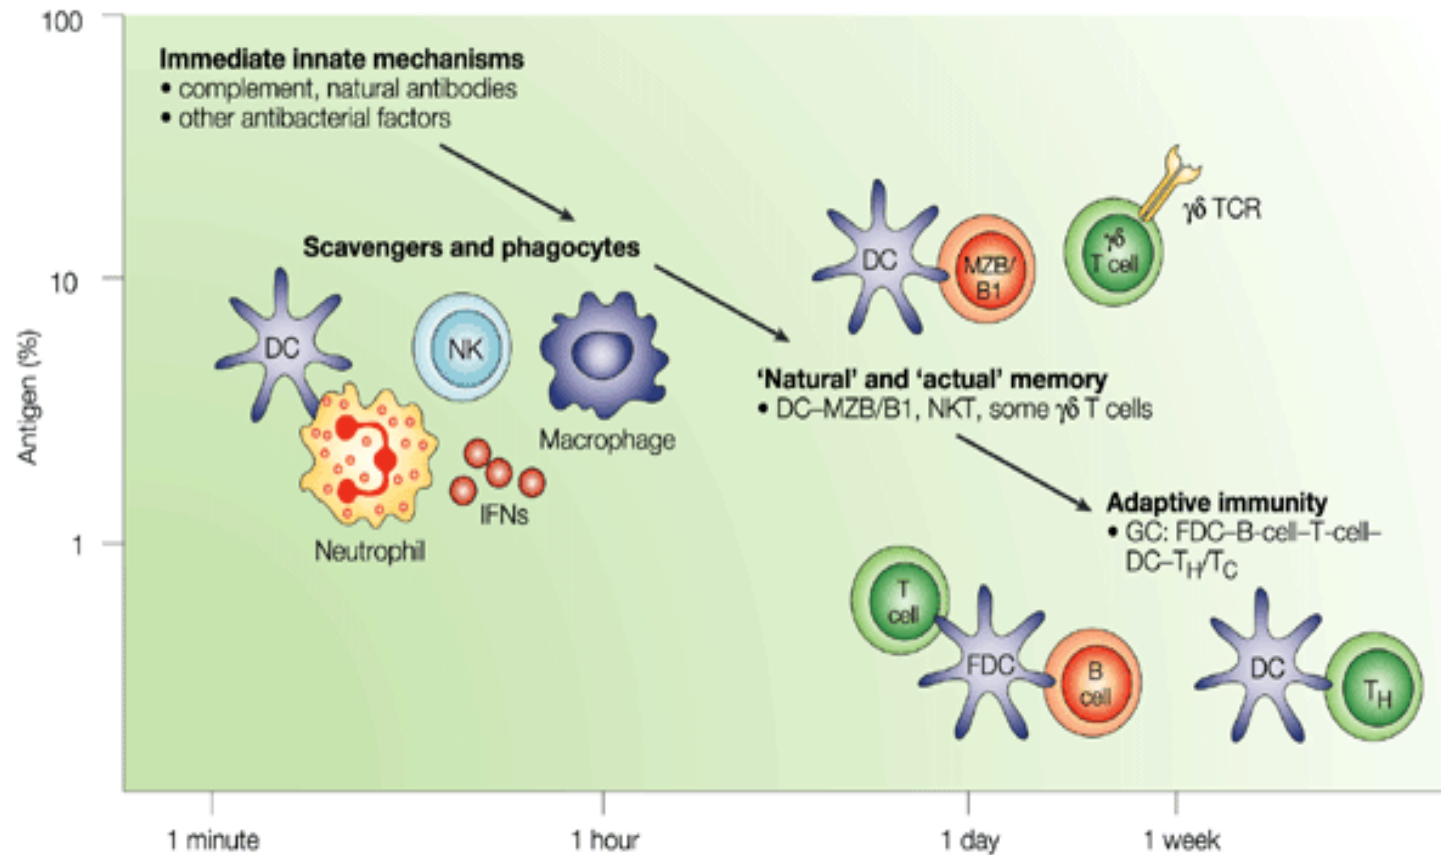 100
Immediate innate mechanisms
• complement, natural antibodies
• other antibacterial factors
γδ TCR
Scavengers and phagocytes
DC
MZB/
B1
γδ
T cell
10
Antigen (%)
DC
NK
Macrophage
'Natural' and 'actual' memory
• DC–MZB/B1, NKT, some γδ T cells
IFNs
Neutrophil
Adaptive immunity
• GC: FDC–B-cell–T-cell–
DC–TH/TC
1
T
cell
FDC
B
cell
DC
TH
1 minute
1 hour
1 day
1 week